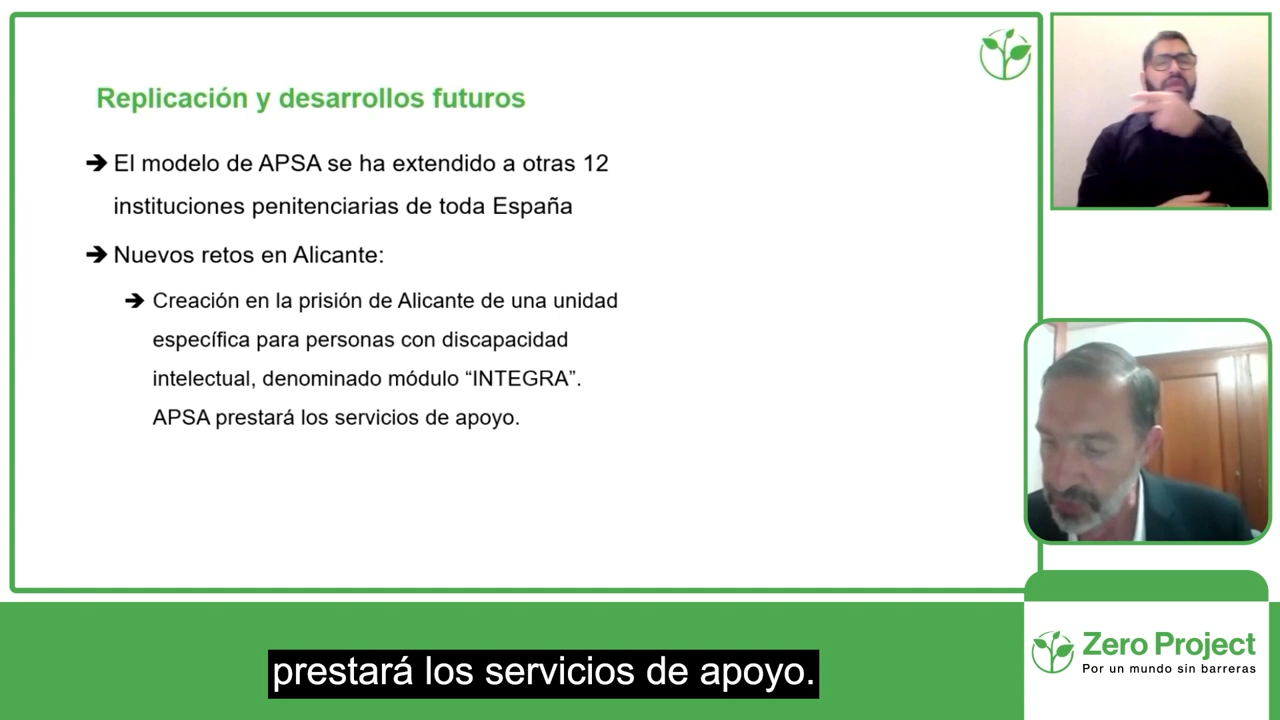 Replicación y desarrollos futuros
➔ El modelo de APSA se ha extendido a otras 12
instituciones penitenciarias de toda España
➔ Nuevos retos en Alicante:
➔ Creación en la prisión de Alicante de una unidad
específica para personas con discapacidad
intelectual, denominado módulo “INTEGRA”.
APSA prestará los servicios de apoyo.
prestará los servicios de apoyo.
Zero Project
Por un mundo sin barreras